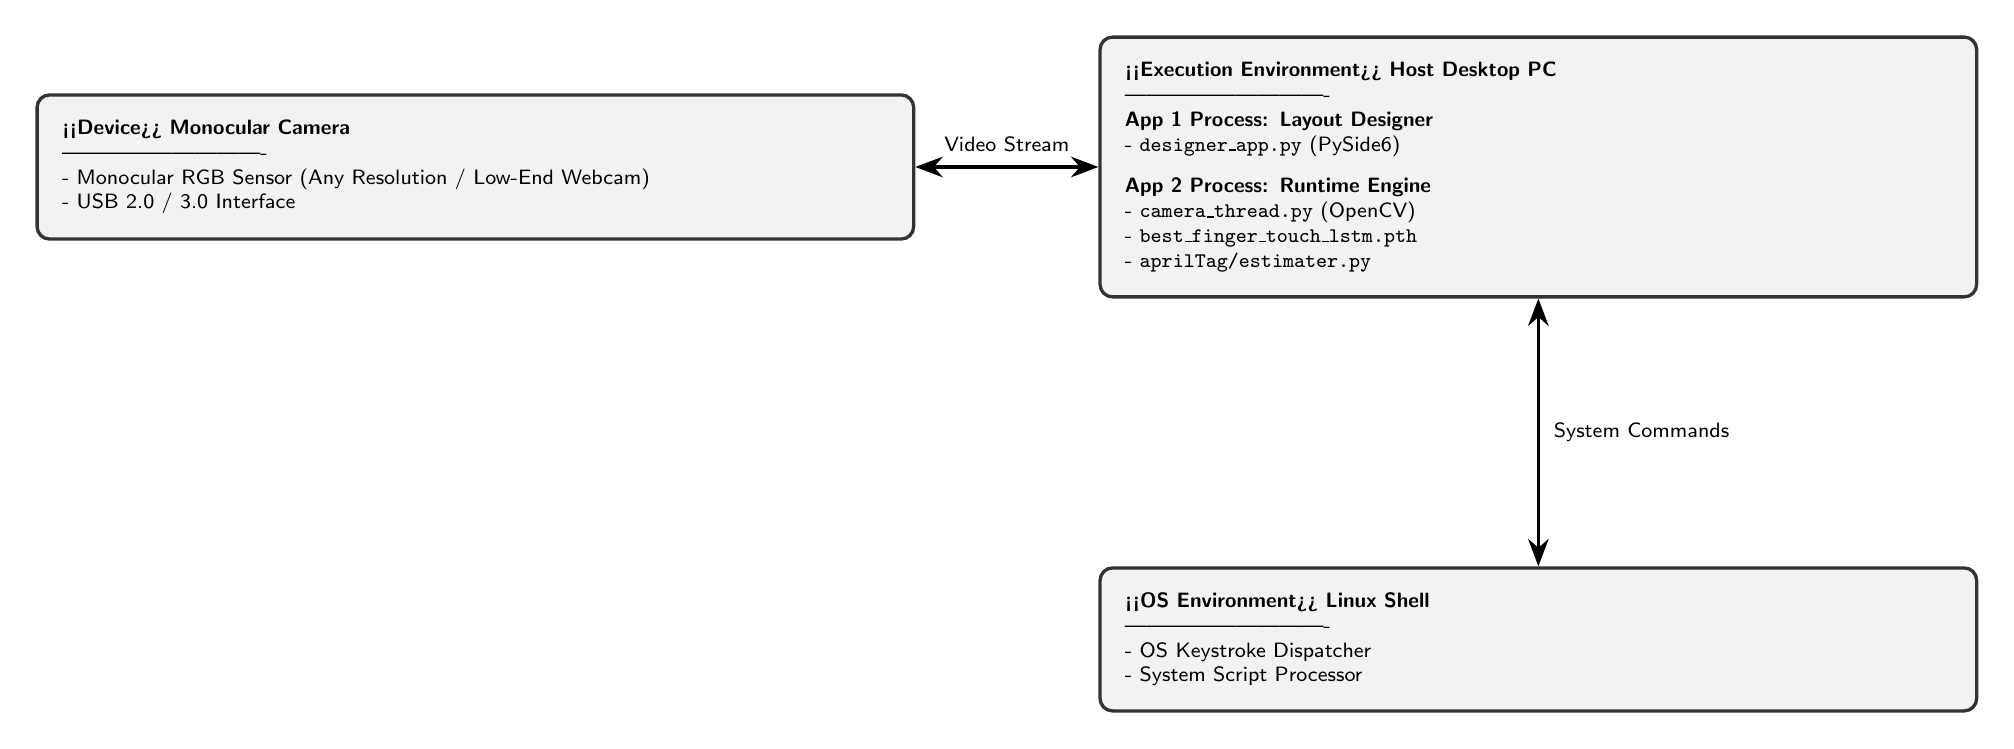 ¡¡Device¿¿ Monocular Camera
—————————-
- Monocular RGB Sensor (Any Resolution / Low-End Webcam)
- USB 2.0 / 3.0 Interface
Video Stream
¡¡Execution Environment¿¿ Host Desktop PC
—————————-
App 1 Process: Layout Designer
- designer_app.py (PySide6)
App 2 Process: Runtime Engine
- camera_thread.py (OpenCV)
- best_finger_touch_lstm.pth
- aprilTag/estimater.py
System Commands
¡¡OS Environment¿¿ Linux Shell
—————————-
- OS Keystroke Dispatcher
- System Script Processor